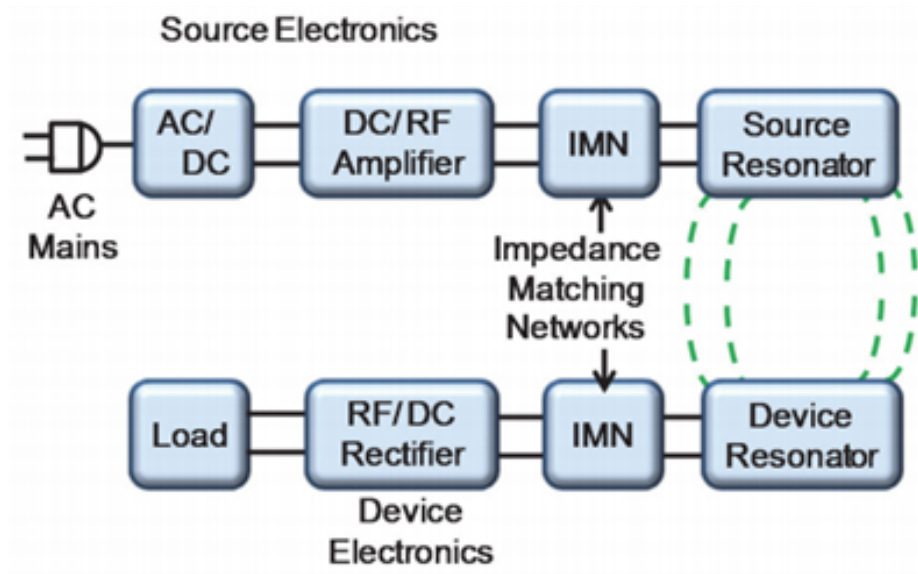 Source Electronics
AC/
DC
DC/RF
Amplifier
IMN
Source
Resonator
AC
Mains
Impedance
Matching
Networks
Load
RF/DC
Rectifier
IMN
Device
Resonator
Device
Electronics